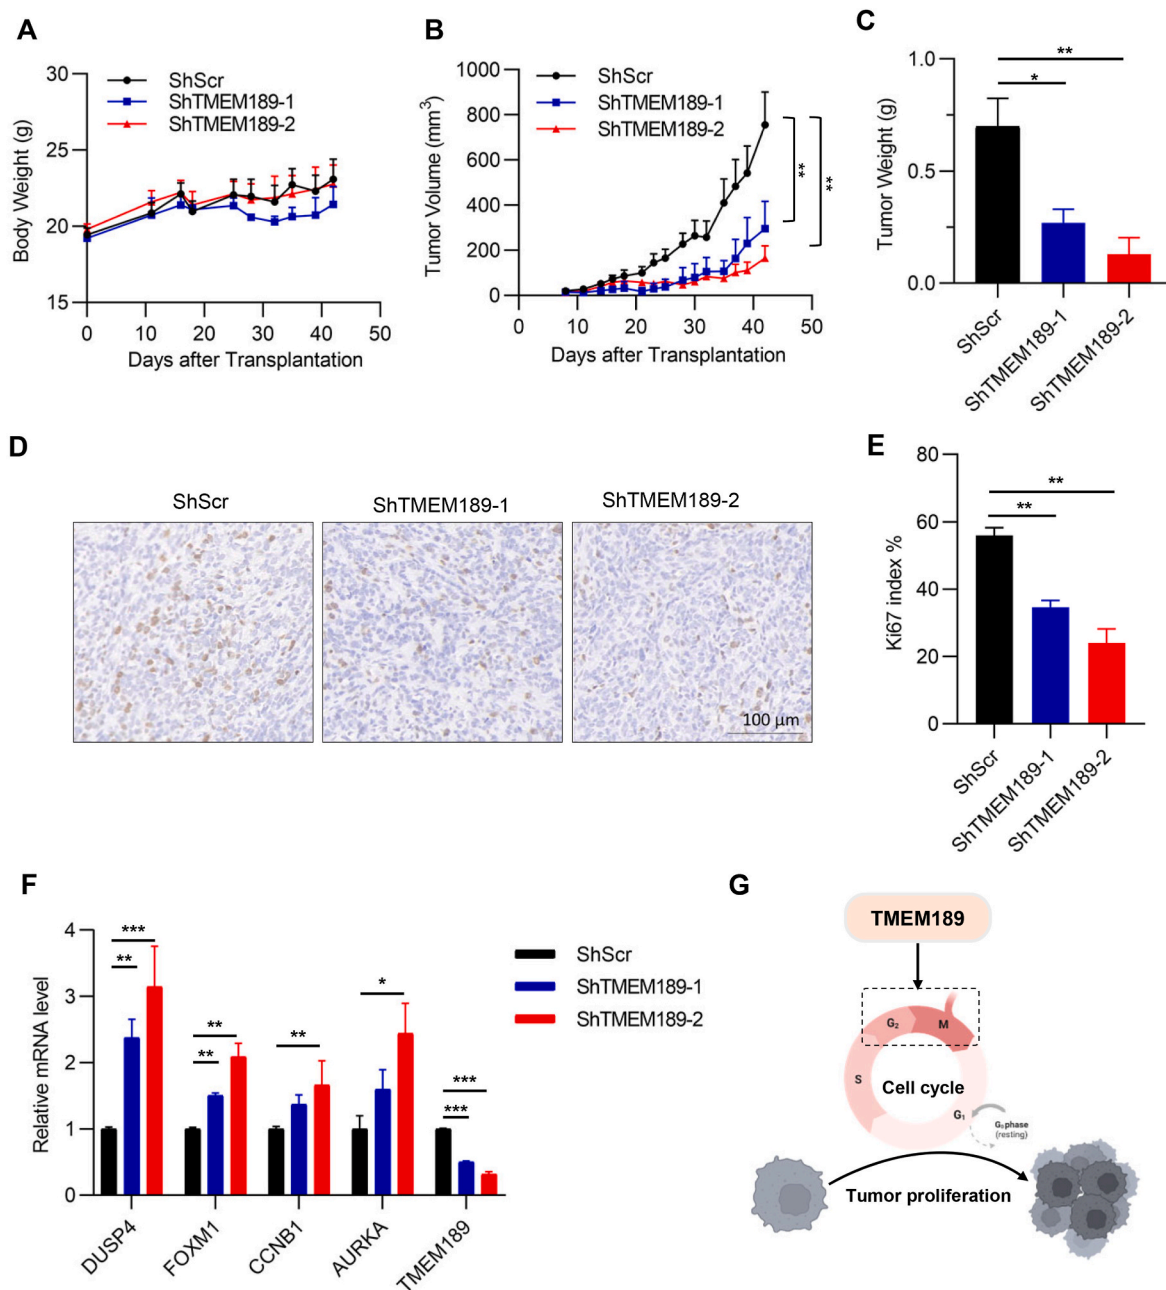 A
30
25
20
15
Body Weight (g)
ShScr
ShTMEM189-1
ShTMEM189-2
0 10 20 30 40 50
Days after Transplantation
B
1000
800
600
400
200
0
Tumor Volume (mm3)
ShScr
ShTMEM189-1
ShTMEM189-2
**
**
0 10 20 30 40 50
Days after Transplantation
C
1.0
0.5
0.0
Tumor Weight (g)
**
*
ShScr
ShTMEM189-1
ShTMEM189-2
D
ShScr
ShTMEM189-1
ShTMEM189-2
100 μm
E
80
60
40
20
0
Ki67 index %
**
**
ShScr
ShTMEM189-1
ShTMEM189-2
F
4
3
2
1
0
Relative mRNA level
***
**
**
**
**
*
***
***
DUSP4
FOXM1
CCNB1
AURKA
TMEM189
ShScr
ShTMEM189-1
ShTMEM189-2
G
TMEM189
G2
M
S
Cell cycle
G1
G0 phase
(resting)
Tumor proliferation